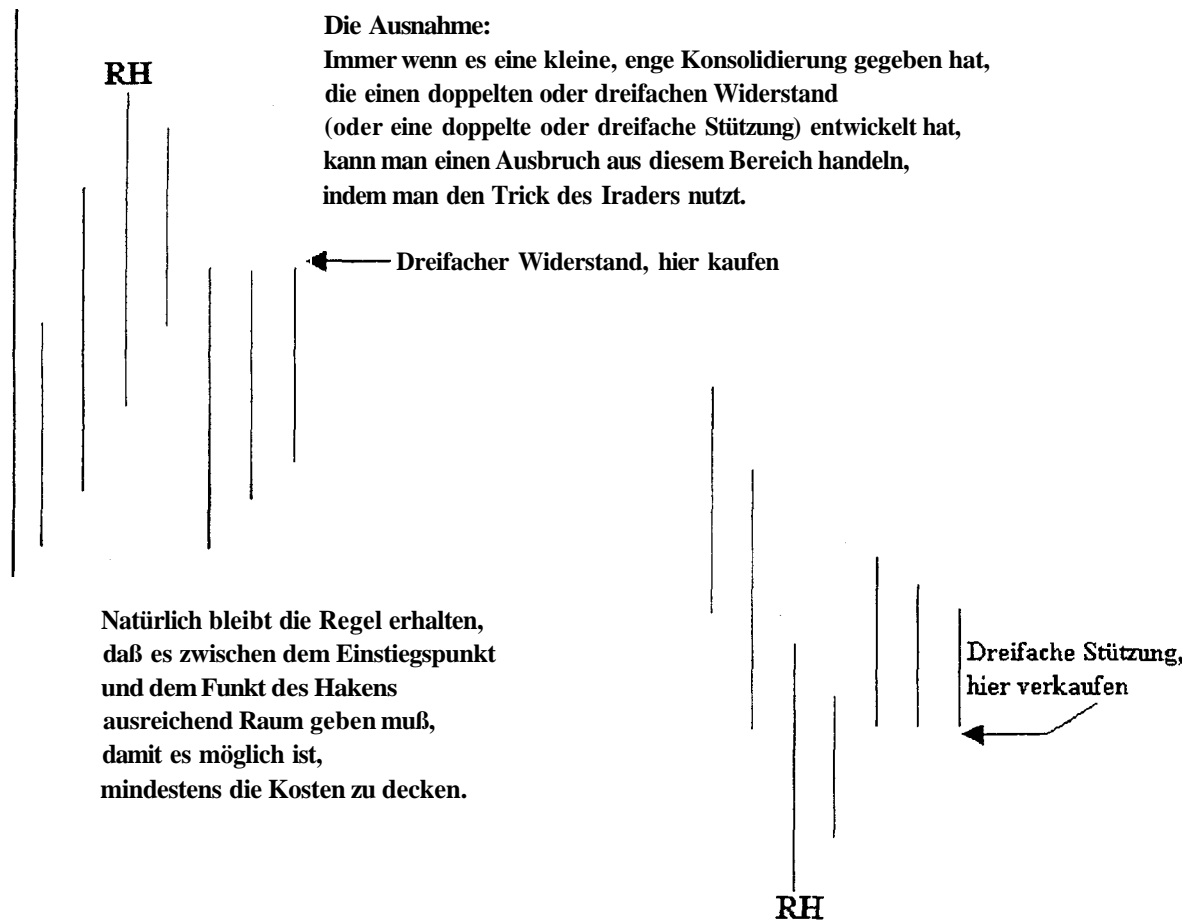 Die Ausnahme:
Immer wenn es eine kleine, enge Konsolidierung gegeben hat,
die einen doppelten oder dreifachen Widerstand
(oder eine doppelte oder dreifache Stützung) entwickelt hat,
kann man einen Ausbruch aus diesem Bereich handeln,
indem man den Trick des Iraders nutzt.
RH
Dreifacher Widerstand, hier kaufen
Natürlich bleibt die Regel erhalten,
daß es zwischen dem Einstiegspunkt
und dem Funkt des Hakens
ausreichend Raum geben muß,
damit es möglich ist,
mindestens die Kosten zu decken.
Dreifache Stützung,
hier verkaufen
RH